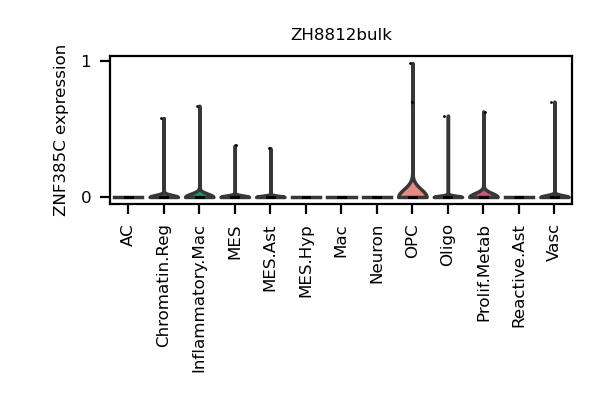 ZH8812bulk
ZNF385C expression
1
0
AC
Chromatin.Reg
Inflammatory.Mac
MES
MES.Ast
MES.Hyp
Mac
Neuron
OPC
Oligo
Prolif.Metab
Reactive.Ast
Vasc